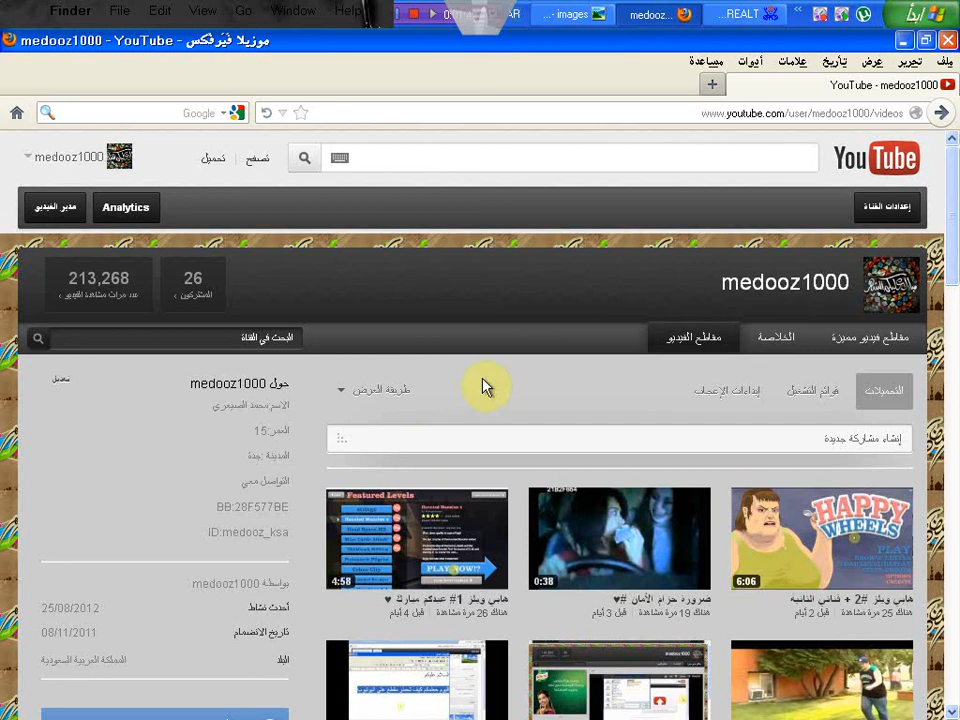 Finder File Edit View Go Window Help
images -...
medooz...
REALT...
ابدأ
medooz1000 - YouTube - موزيلا فَيَرفُكس
ملف تحرير عرض تأريخ علامات أدوات مساعدة
YouTube - medooz1000
www.youtube.com/user/medooz1000/videos
Google
YouTube
تصفح
تحميل
medooz1000
إعدادات القناة
Analytics
مدير الفيديو
medooz1000
26
المشتركون
213,268
عدد مرات مشاهدة الفيديو
مقاطع فيديو مميزة
الخلاصة
مقاطع الفيديو
البحث في القناة
التحميلات
قوائم التشغيل
إبداءات الإعجاب
طريقة العرض
إنشاء مشاركة جديدة
حول medooz1000
تعديل
الاسم:محمد الصيعري
العمر:15
المدينة :جدة
التواصل معي
BB:28F577BE
ID:medooz_ksa
بواسطة medooz1000
أحدث نشاط 25/08/2012
تاريخ الانضمام 08/11/2011
البلد المملكة العربية السعودية
HAPPY WHEELS
PLAY
6:06
هابي ويلز #2 + قناتي الثانية
هناك 25 مرة مشاهدة قبل 2 أيام
0:38
ضرورة حزام الأمان #♥
هناك 19 مرة مشاهدة قبل 3 أيام
Featured Levels
PLAY NOW!?
4:58
هابي ويلز #1 عيدكم مبارك ♥
هناك 26 مرة مشاهدة قبل 4 أيام